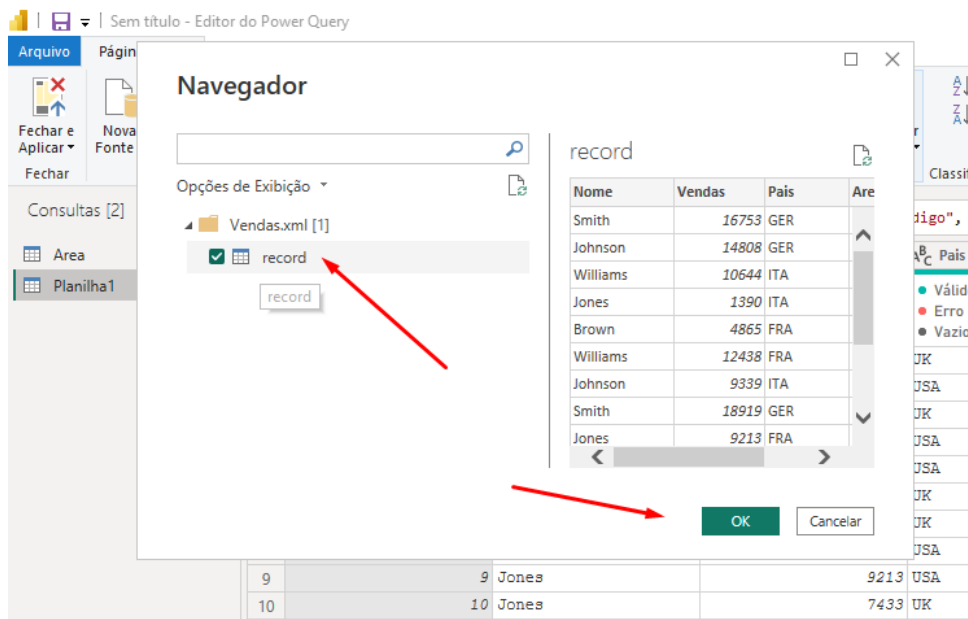 Sem título - Editor do Power Query
Arquivo
Págin
Fechar e
Aplicar
Nova
Fonte
Fechar
Classif
Consultas [2]
Area
Planilha1
Navegador
Opções de Exibição
Vendas.xml [1]
record
record
record
Nome Vendas Pais Are
Smith 16753 GER
Johnson 14808 GER
Williams 10644 ITA
Jones 1390 ITA
Brown 4865 FRA
Williams 12438 FRA
Johnson 9339 ITA
Smith 18919 GER
Jones 9213 FRA
OK
Cancelar
digo",
ABC Pais
Válid
Erro
Vazio
UK
USA
UK
USA
USA
UK
UK
USA
9 9 Jones 9213 USA
10 10 Jones 7433 UK